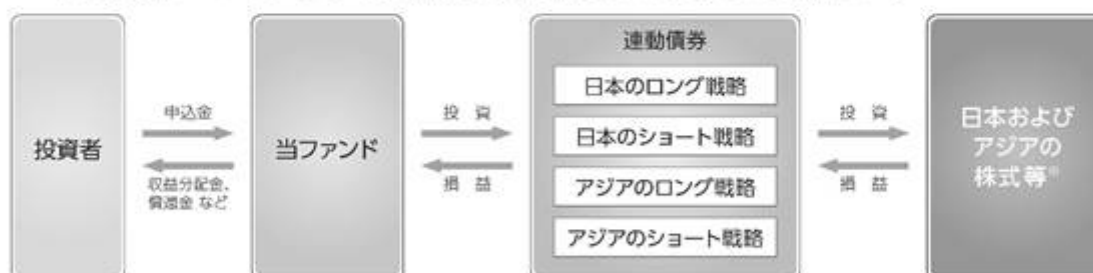 投資者
申込金
収益分配金、
償還金 など
当ファンド
投 資
損 益
連動債券
日本のロング戦略
日本のショート戦略
アジアのロング戦略
アジアのショート戦略
投 資
損 益
日本および
アジアの
株式等※